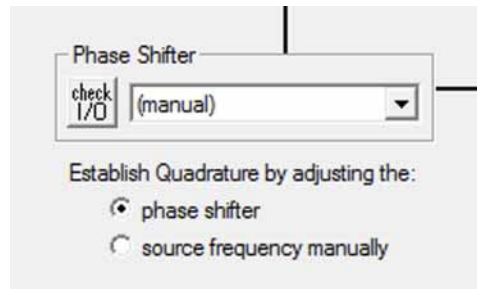 Phase Shifter
check
I/O
(manual)
Establish Quadrature by adjusting the:
phase shifter
source frequency manually